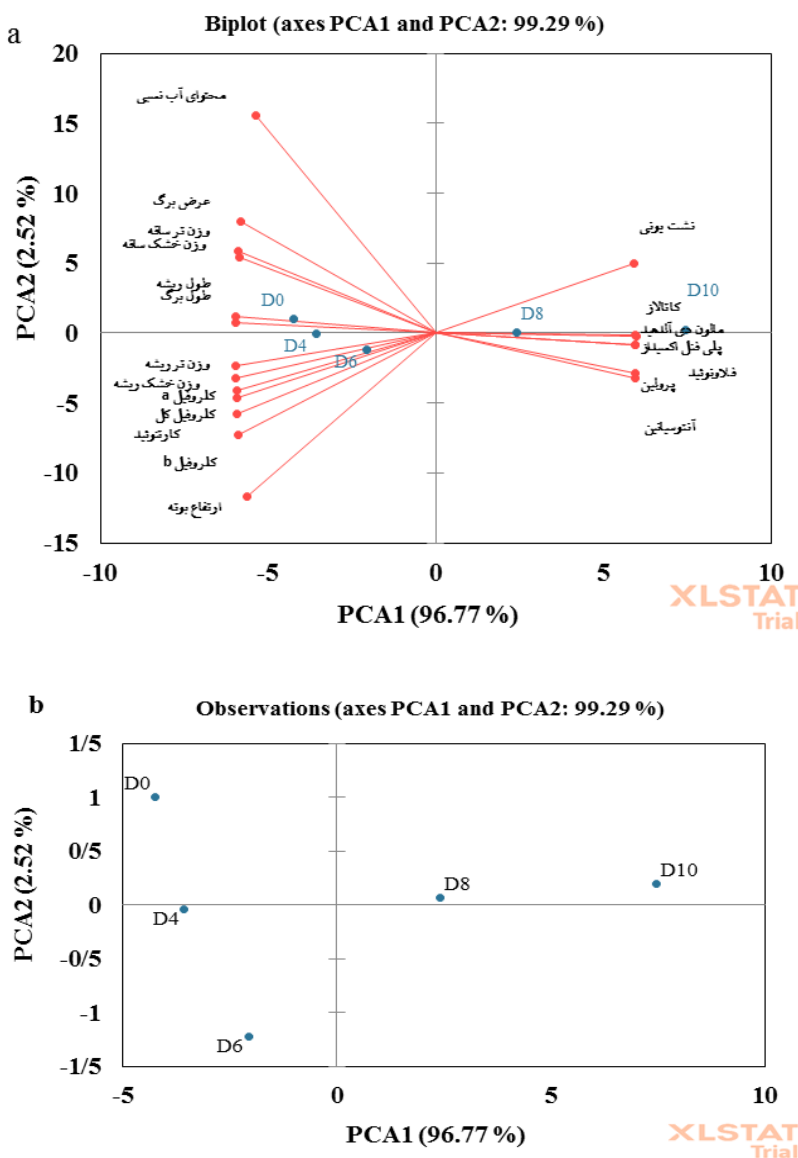 a
Biplot (axes PCA1 and PCA2: 99.29 %)
20
15
10
5
0
-5
-10
-15
PCA2 (2.52 %)
محتوای آب نسبی
عرض برگ
وزن تر ساقه
وزن خشک ساقه
طول ریشه
طول برگ
D0
D4
D6
وزن تر ریشه
وزن خشک ریشه
کلروفیل a
کلروفیل کل
کارتنوئید
کلروفیل b
ارتفاع بوته
نشت یونی
D10
D8
کاتالاز
مالون دی آلدهید
پلی فنل اکسیداز
فلاونوئید
پرولین
آنتوسیانین
-10
-5
0
5
10
PCA1 (96.77 %)
XLSTAT
Trial
b
Observations (axes PCA1 and PCA2: 99.29 %)
1/5
1
0/5
0
-0/5
-1
-1/5
PCA2 (2.52 %)
D0
D4
D6
D8
D10
-5
0
5
10
PCA1 (96.77 %)
XLSTAT
Trial